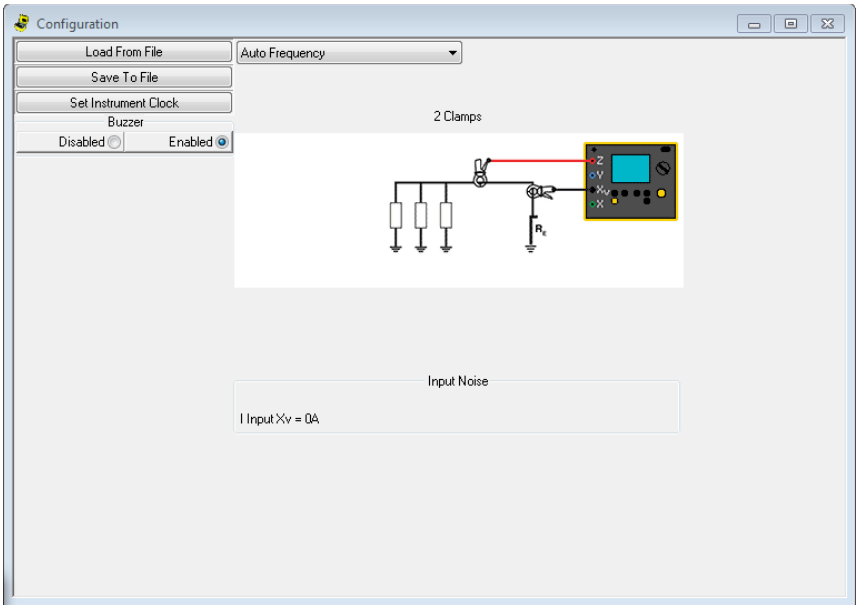 Configuration
Load From File
Auto Frequency
Save To File
Set Instrument Clock
Buzzer
Disabled
Enabled
2 Clamps
Z
Y
Xv
X
RE
Input Noise
I Input Xv = 0A